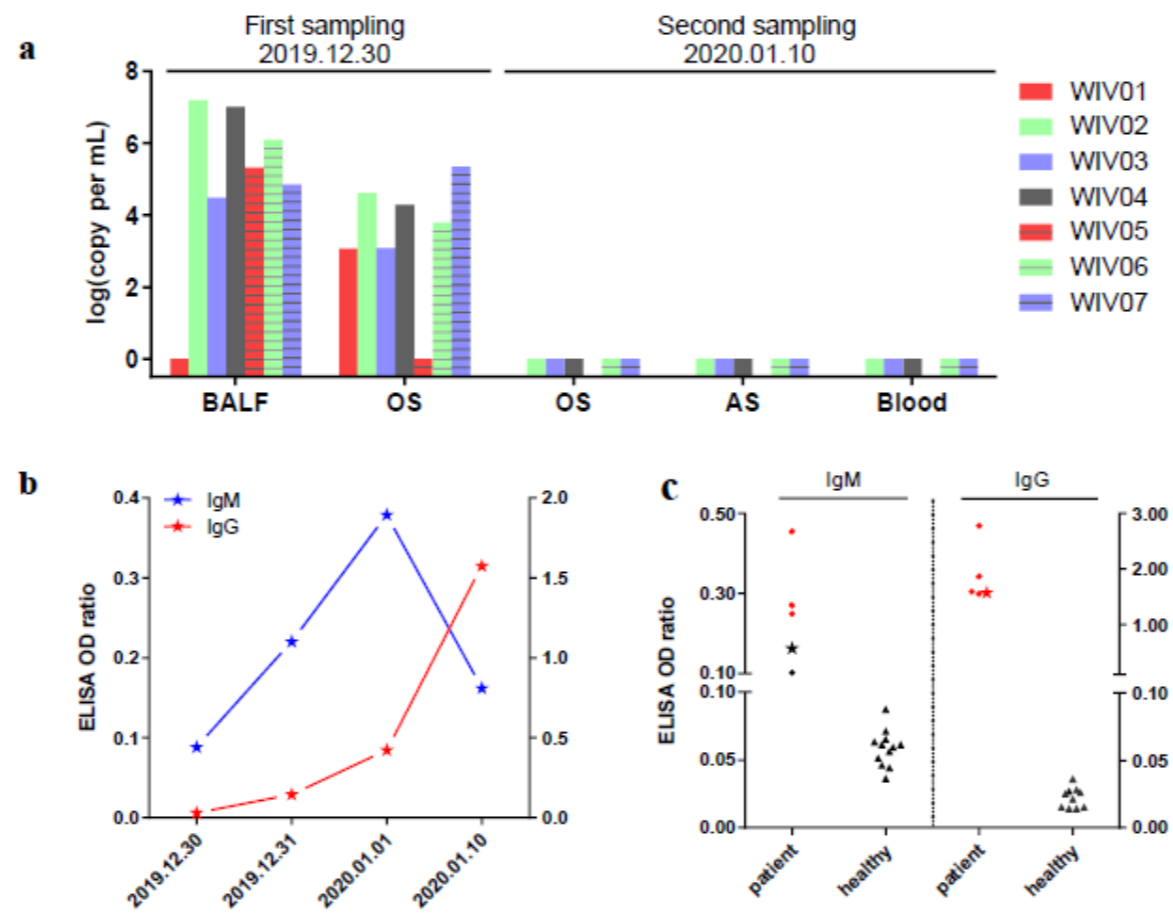 a
First sampling
2019.12.30
Second sampling
2020.01.10
log(copy per mL)
8
6
4
2
0
BALF
OS
OS
AS
Blood
WIV01
WIV02
WIV03
WIV04
WIV05
WIV06
WIV07
b
IgM
IgG
ELISA OD ratio
0.4
0.3
0.2
0.1
0.0
2.0
1.5
1.0
0.5
0.0
2019.12.30
2019.12.31
2020.01.01
2020.01.10
c
IgM
IgG
ELISA OD ratio
0.50
0.30
0.10
0.10
0.05
0.00
3.00
2.00
1.00
0.10
0.05
0.00
patient
healthy
patient
healthy